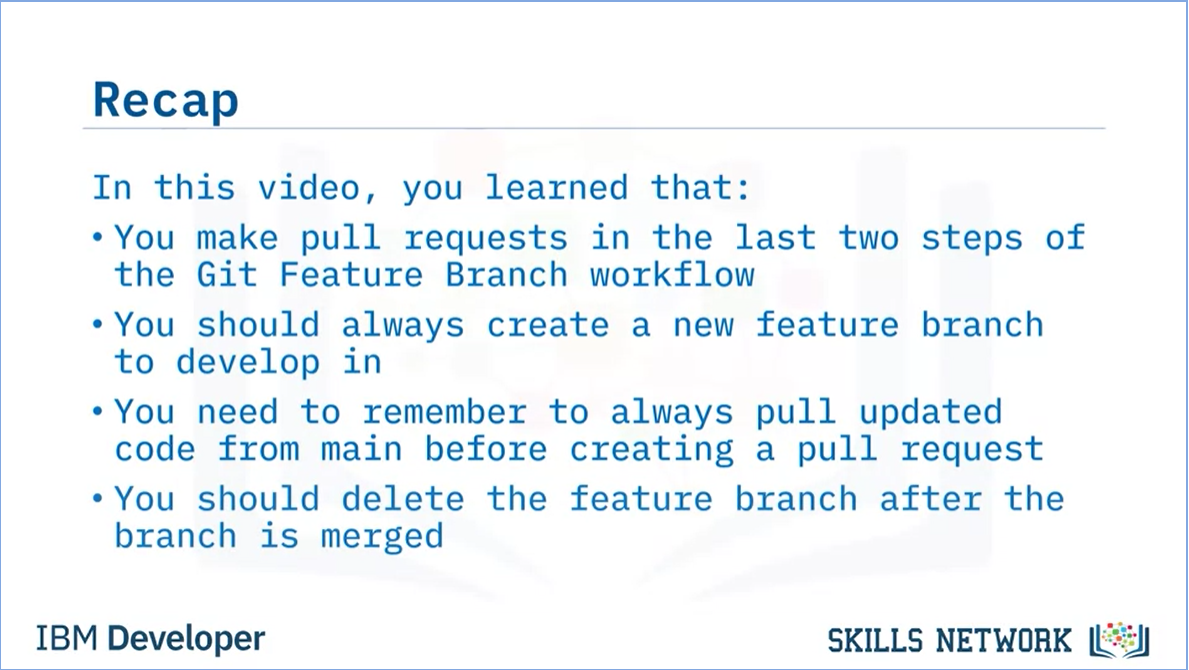 Recap
In this video, you learned that:
• You make pull requests in the last two steps of
the Git Feature Branch workflow
• You should always create a new feature branch
to develop in
• You need to remember to always pull updated
code from main before creating a pull request
• You should delete the feature branch after the
branch is merged
IBM Developer
SKILLS NETWORK